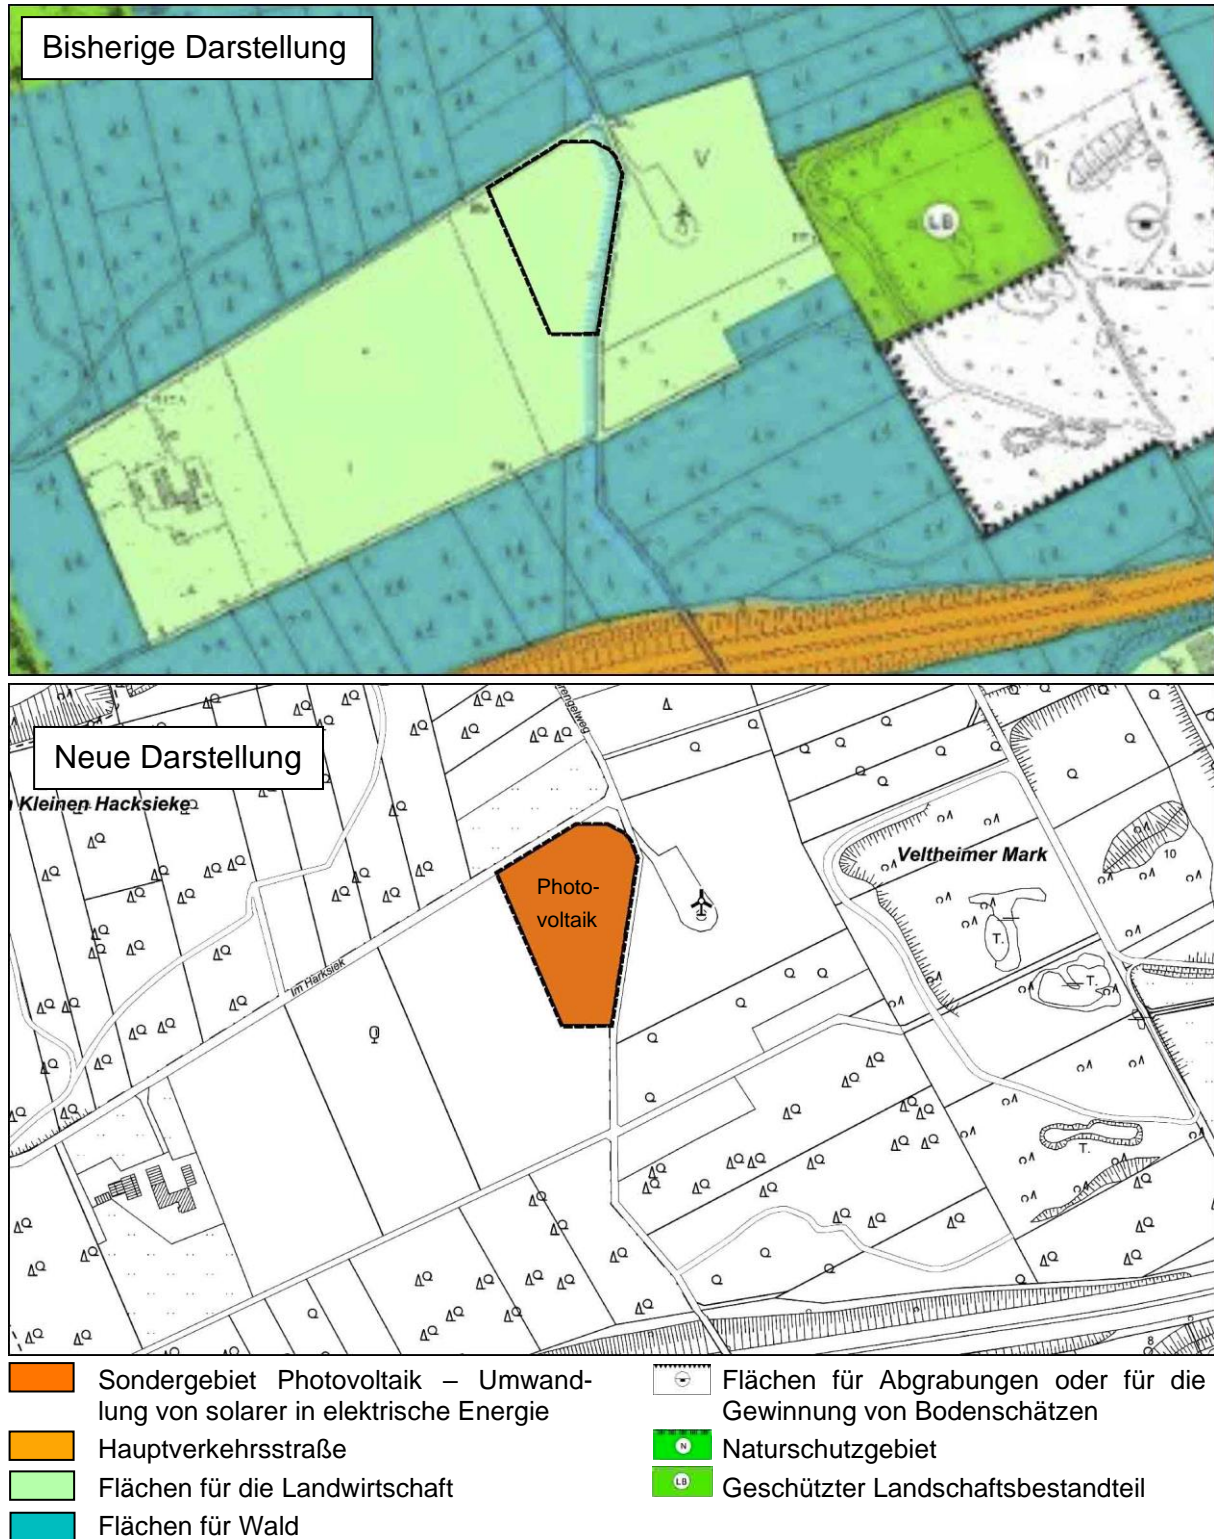 Bisherige Darstellung
V
LB
Neue Darstellung
rengelweg
n Kleinen Hacksieke
Veltheimer Mark
10
Photo-
voltaik
T.
T.
Im Harksiek
T.
8
Sondergebiet Photovoltaik – Umwand-
lung von solarer in elektrische Energie
Hauptverkehrsstraße
Flächen für die Landwirtschaft
Flächen für Wald
Flächen für Abgrabungen oder für die
Gewinnung von Bodenschätzen
N
Naturschutzgebiet
LB
Geschützter Landschaftsbestandteil